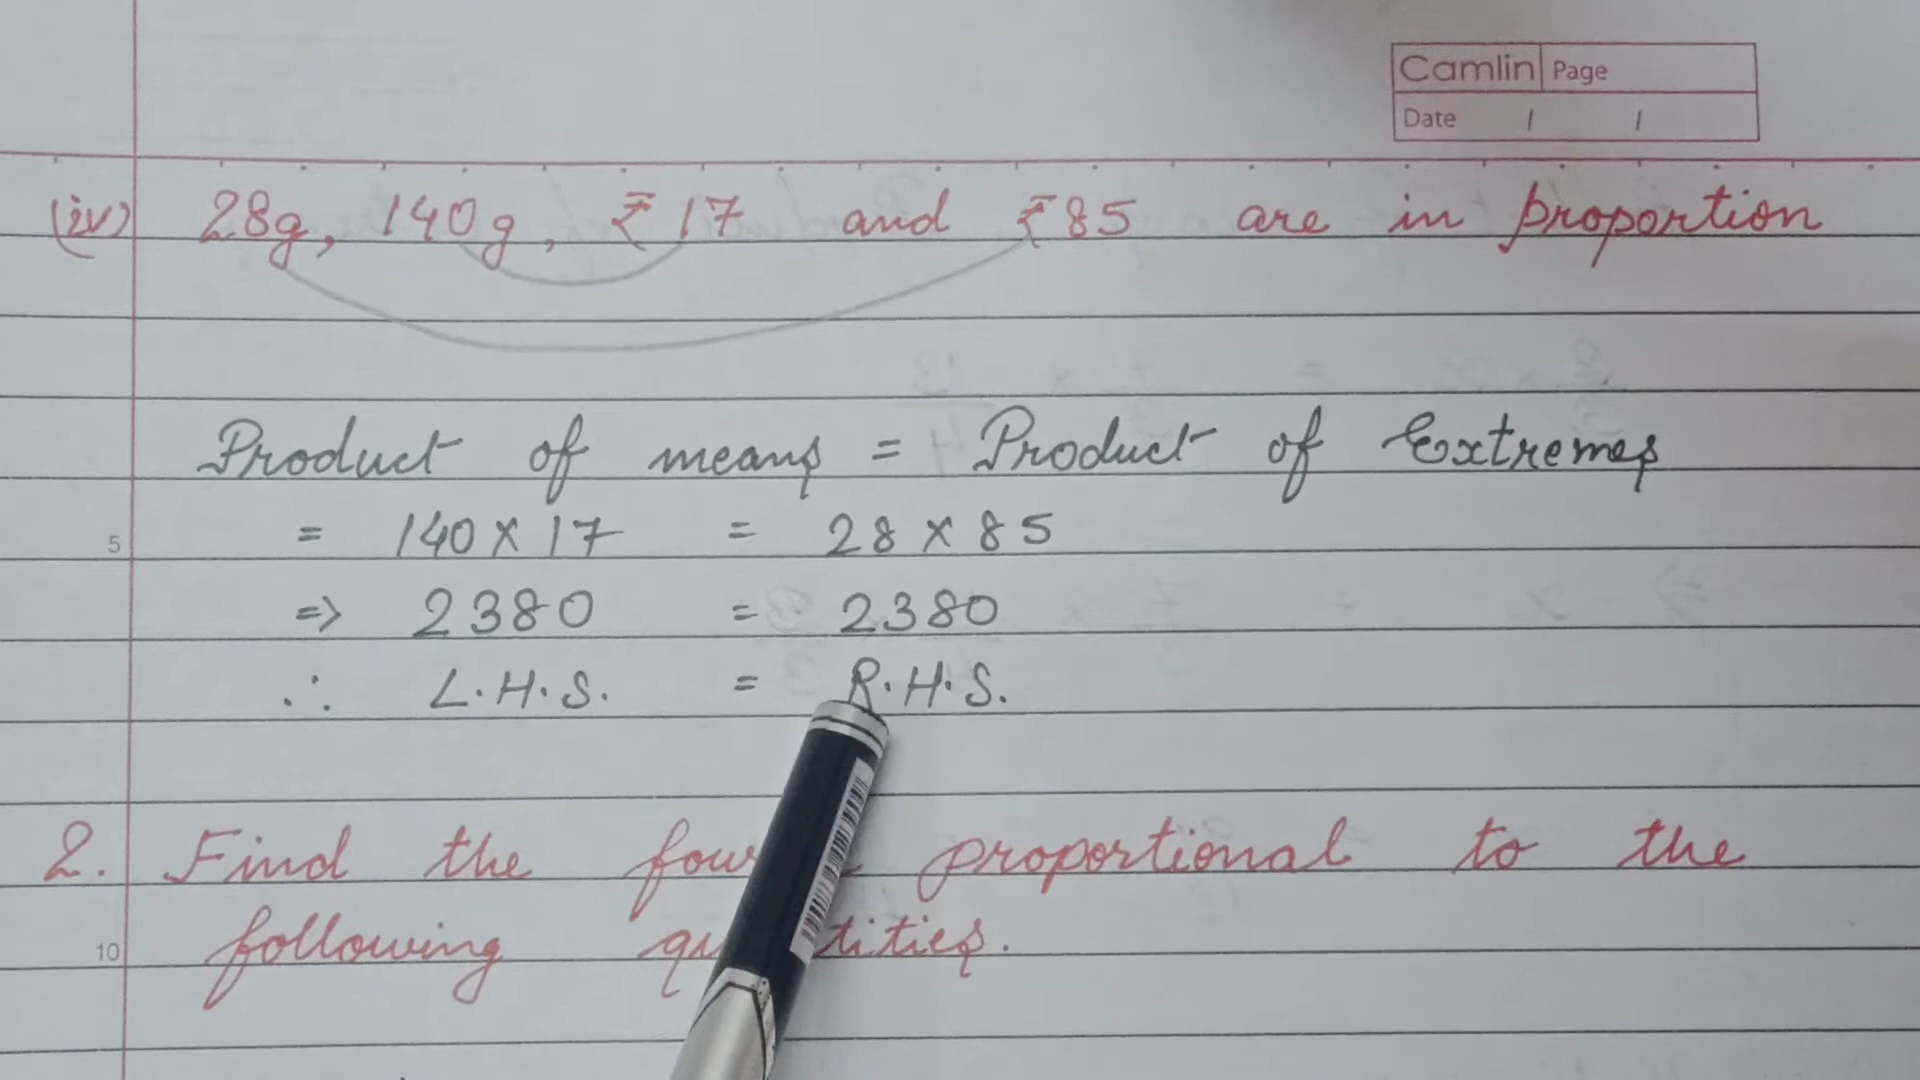 Camlin Page
Date / /
(iv) 28g, 140g, ₹17 and ₹85 are in proportion
Product of means = Product of Extremes
= 140 × 17 = 28 × 85
5
⇒ 2380 = 2380
∴ L.H.S. = R.H.S.
2. Find the proportional to the
10
following